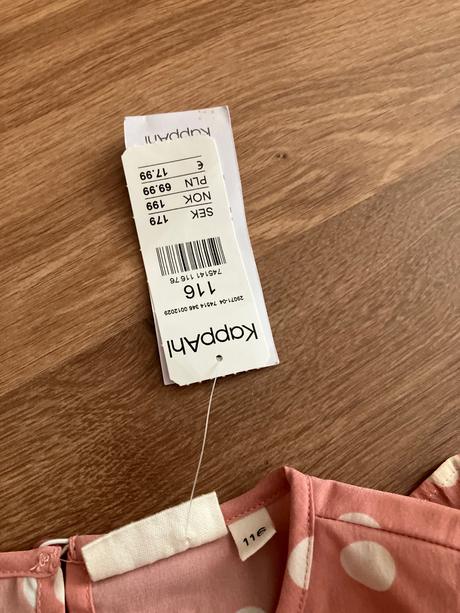 KappAhl
29071-04 74514 346 0012029
116
745141 116 76
SEK 179
NOK 199
PLN 69.99
€ 17.99
KappAhl
116